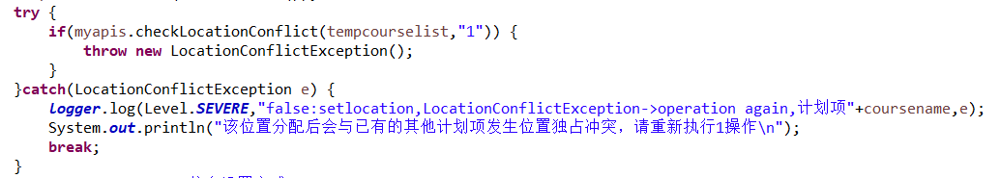 try {
if(myapis.checkLocationConflict(tempcourselist,"1")) {
throw new LocationConflictException();
}
}catch(LocationConflictException e) {
logger.log(Level.SEVERE,"false:setlocation,LocationConflictException->operation again,计划项"+coursename,e);
System.out.println("该位置分配后会与已有的其他计划项发生位置独占冲突，请重新执行1操作\n");
break;
}